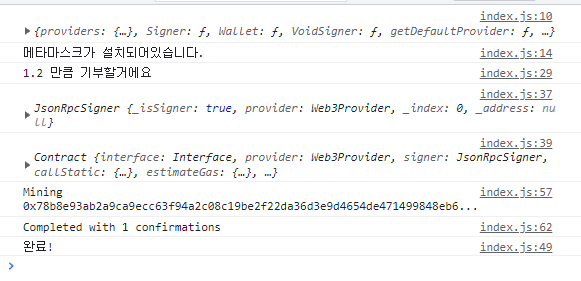 index.js:10
{providers: {…}, Signer: ƒ, Wallet: ƒ, VoidSigner: ƒ, getDefaultProvider: ƒ, …}
메타마스크가 설치되어있습니다. index.js:14
1.2 만큼 기부할거에요 index.js:29
index.js:37
JsonRpcSigner {_isSigner: true, provider: Web3Provider, _index: 0, _address: nu
ll}
index.js:39
Contract {interface: Interface, provider: Web3Provider, signer: JsonRpcSigner,
callStatic: {…}, estimateGas: {…}, …}
Mining index.js:57
0x78b8e93ab2a9ca9ecc63f94a2c08c19be2f22da36d3e9d4654de471499848eb6...
Completed with 1 confirmations index.js:62
완료! index.js:49